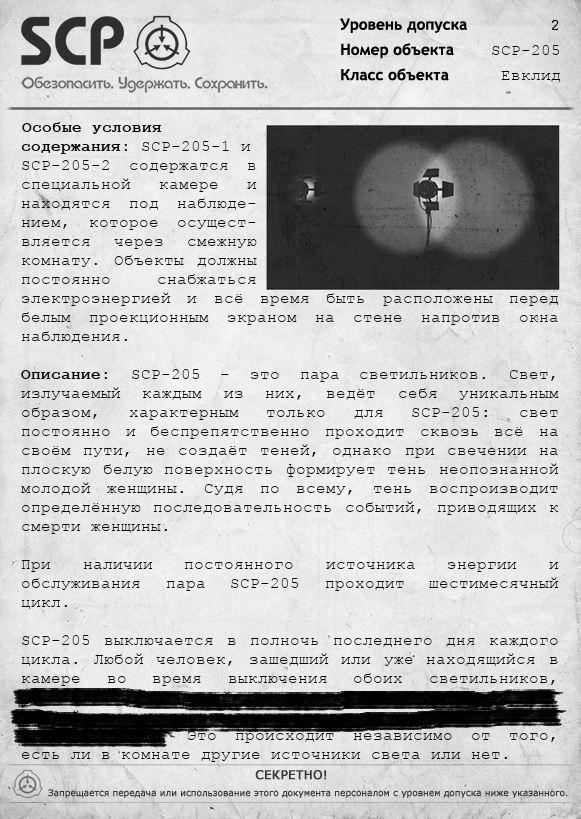 SCP
Обезопасить. Удержать. Сохранить.
Уровень допуска 2
Номер объекта SCP-205
Класс объекта Евклид
Особые условия
содержания: SCP-205-1 и
SCP-205-2 содержатся в
специальной камере и
находятся под наблюде-
нием, которое осущест-
вляется через смежную
комнату. Объекты должны
постоянно снабжаться
электроэнергией и всё время быть расположены перед
белым проекционным экраном на стене напротив окна
наблюдения.
Описание: SCP-205 - это пара светильников. Свет,
излучаемый каждым из них, ведёт себя уникальным
образом, характерным только для SCP-205: свет
постоянно и беспрепятственно проходит сквозь всё на
своём пути, не создаёт теней, однако при свечении на
плоскую белую поверхность формирует тень неопознанной
молодой женщины. Судя по всему, тень воспроизводит
определённую последовательность событий, приводящих к
смерти женщины.
При наличии постоянного источника энергии и
обслуживания пара SCP-205 проходит шестимесячный
цикл.
SCP-205 выключается в полночь последнего дня каждого
цикла. Любой человек, зашедший или уже находящийся в
камере во время выключения обоих светильников,
Это происходит независимо от того,
есть ли в комнате другие источники света или нет.
СЕКРЕТНО!
Запрещается передача или использование этого документа персоналом с уровнем допуска ниже указанного.